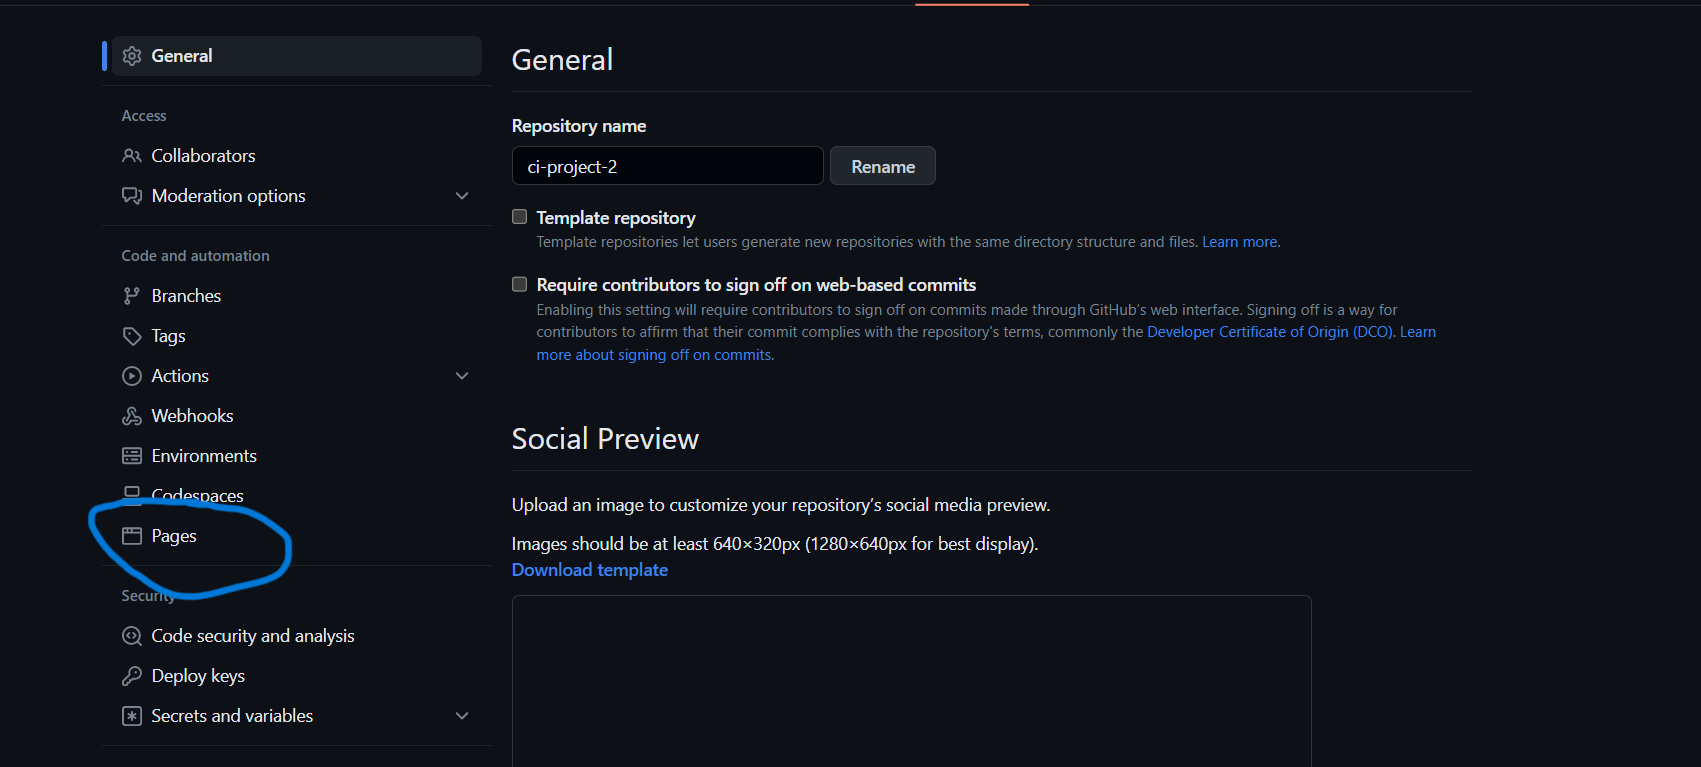 General
Access
Collaborators
Moderation options
Code and automation
Branches
Tags
Actions
Webhooks
Environments
Codespaces
Pages
Security
Code security and analysis
Deploy keys
Secrets and variables
General
Repository name
ci-project-2 Rename
Template repository
Template repositories let users generate new repositories with the same directory structure and files. Learn more.
Require contributors to sign off on web-based commits
Enabling this setting will require contributors to sign off on commits made through GitHub's web interface. Signing off is a way for
contributors to affirm that their commit complies with the repository's terms, commonly the Developer Certificate of Origin (DCO). Learn
more about signing off on commits.
Social Preview
Upload an image to customize your repository’s social media preview.
Images should be at least 640×320px (1280×640px for best display).
Download template